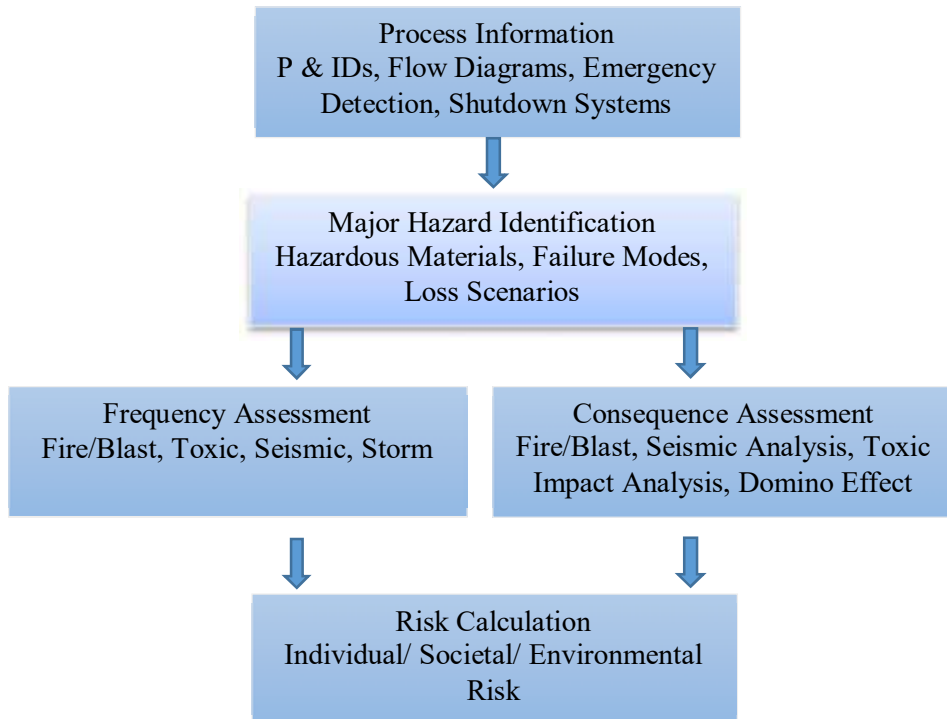 Process Information
P & IDs, Flow Diagrams, Emergency
Detection, Shutdown Systems
Major Hazard Identification
Hazardous Materials, Failure Modes,
Loss Scenarios
Frequency Assessment
Fire/Blast, Toxic, Seismic, Storm
Consequence Assessment
Fire/Blast, Seismic Analysis, Toxic
Impact Analysis, Domino Effect
Risk Calculation
Individual/ Societal/ Environmental
Risk